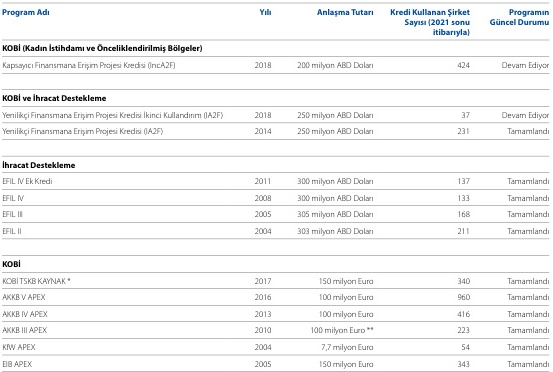 Program Adı Yılı Anlaşma Tutarı Kredi Kullanan Şirket Sayısı (2021 sonu itibarıyla) Programın Güncel Durumu
KOBİ (Kadın İstihdamı ve Önceliklendirilmiş Bölgeler)
Kapsayıcı Finansmana Erişim Projesi Kredisi (IncA2F) 2018 200 milyon ABD Doları 424 Devam Ediyor
KOBİ ve İhracat Destekleme
Yenilikçi Finansmana Erişim Projesi Kredisi İkinci Kullandırım (IA2F) 2018 250 milyon ABD Doları 37 Devam Ediyor
Yenilikçi Finansmana Erişim Projesi Kredisi (IA2F) 2014 250 milyon ABD Doları 231 Tamamlandı
İhracat Destekleme
EFIL IV Ek Kredi 2011 300 milyon ABD Doları 137 Tamamlandı
EFIL IV 2008 300 milyon ABD Doları 133 Tamamlandı
EFIL III 2005 305 milyon ABD Doları 168 Tamamlandı
EFIL II 2004 303 milyon ABD Doları 211 Tamamlandı
KOBİ
KOBİ TSKB KAYNAK * 2017 150 milyon Euro 340 Tamamlandı
AKKB V APEX 2016 100 milyon Euro 960 Tamamlandı
AKKB IV APEX 2013 100 milyon Euro 416 Tamamlandı
AKKB III APEX 2010 100 milyon Euro ** 223 Tamamlandı
KfW APEX 2004 7,7 milyon Euro 54 Tamamlandı
EIB APEX 2005 150 milyon Euro 343 Tamamlandı